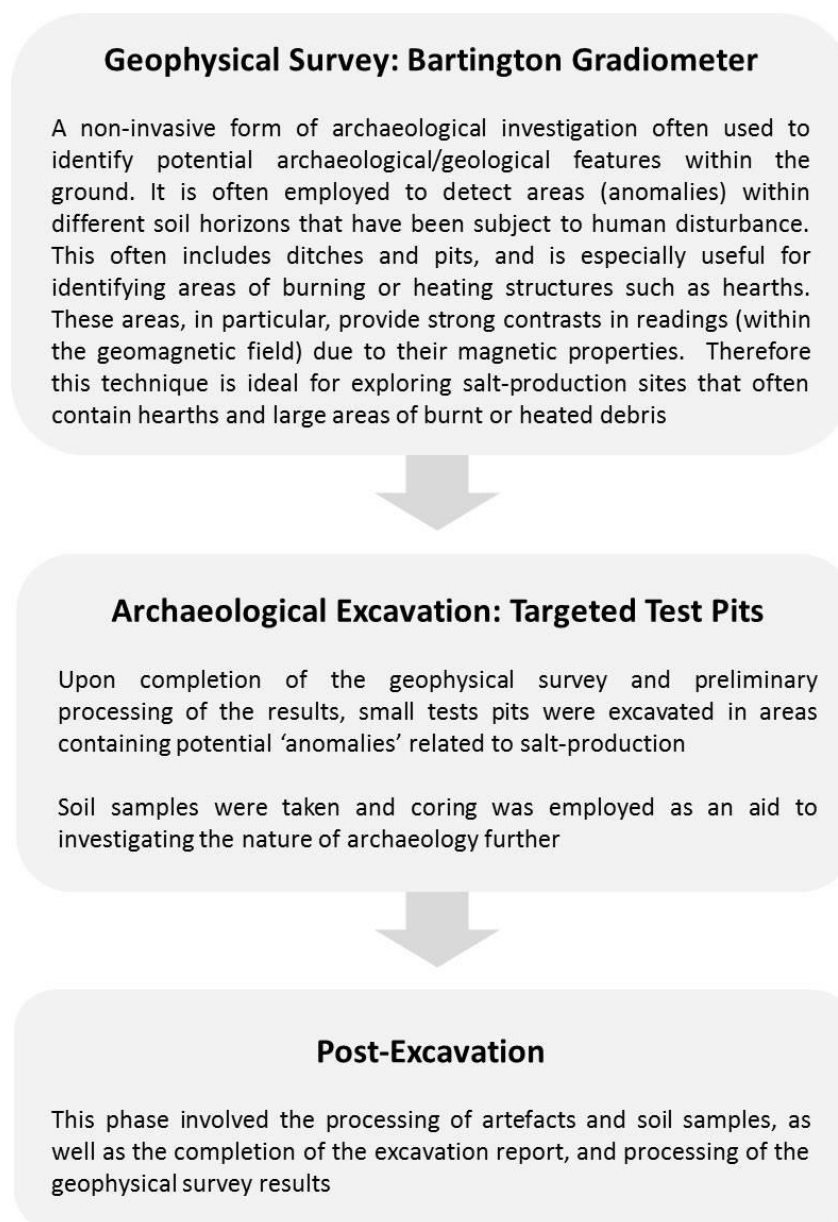 Geophysical Survey: Bartington Gradiometer
A non-invasive form of archaeological investigation often used to
identify potential archaeological/geological features within the
ground. It is often employed to detect areas (anomalies) within
different soil horizons that have been subject to human disturbance.
This often includes ditches and pits, and is especially useful for
identifying areas of burning or heating structures such as hearths.
These areas, in particular, provide strong contrasts in readings (within
the geomagnetic field) due to their magnetic properties. Therefore
this technique is ideal for exploring salt-production sites that often
contain hearths and large areas of burnt or heated debris
Archaeological Excavation: Targeted Test Pits
Upon completion of the geophysical survey and preliminary
processing of the results, small tests pits were excavated in areas
containing potential ‘anomalies’ related to salt-production
Soil samples were taken and coring was employed as an aid to
investigating the nature of archaeology further
Post-Excavation
This phase involved the processing of artefacts and soil samples, as
well as the completion of the excavation report, and processing of the
geophysical survey results